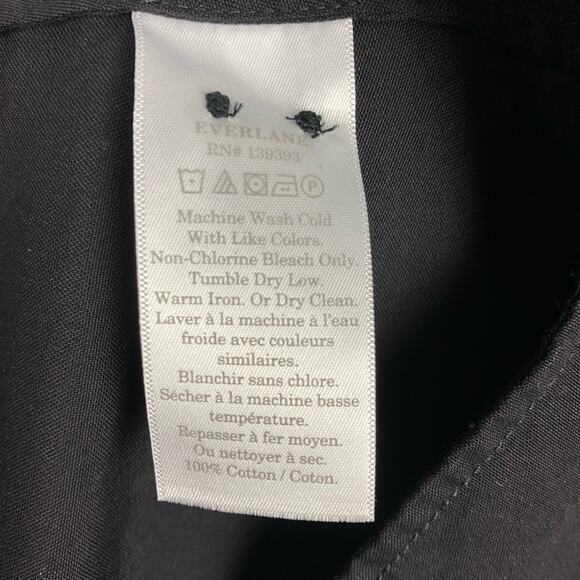 EVERLANE
RN# 139393
P
Machine Wash Cold
With Like Colors.
Non-Chlorine Bleach Only.
Tumble Dry Low.
Warm Iron. Or Dry Clean.
Laver à la machine à l'eau
froide avec couleurs
similaires.
Blanchir sans chlore.
Sécher à la machine basse
température.
Repasser à fer moyen.
Ou nettoyer à sec.
100% Cotton / Coton.